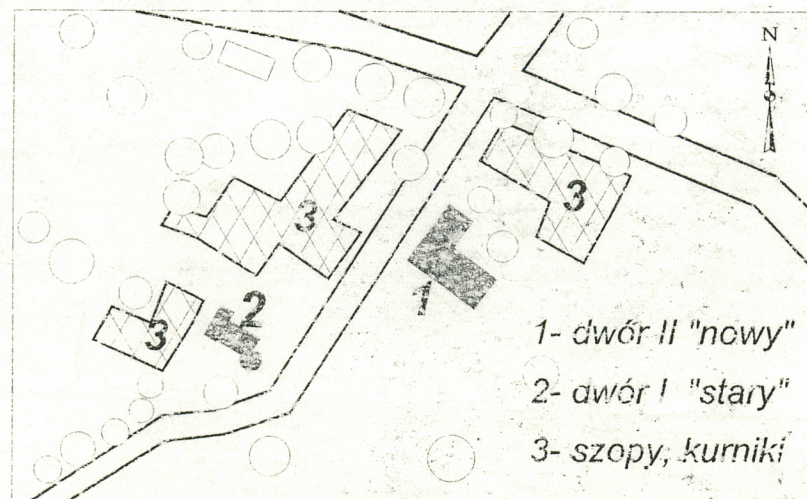 N
3
3
1
2
3
1- dwór II "nowy"
2- dwór I "stary"
3- szopy, kurniki